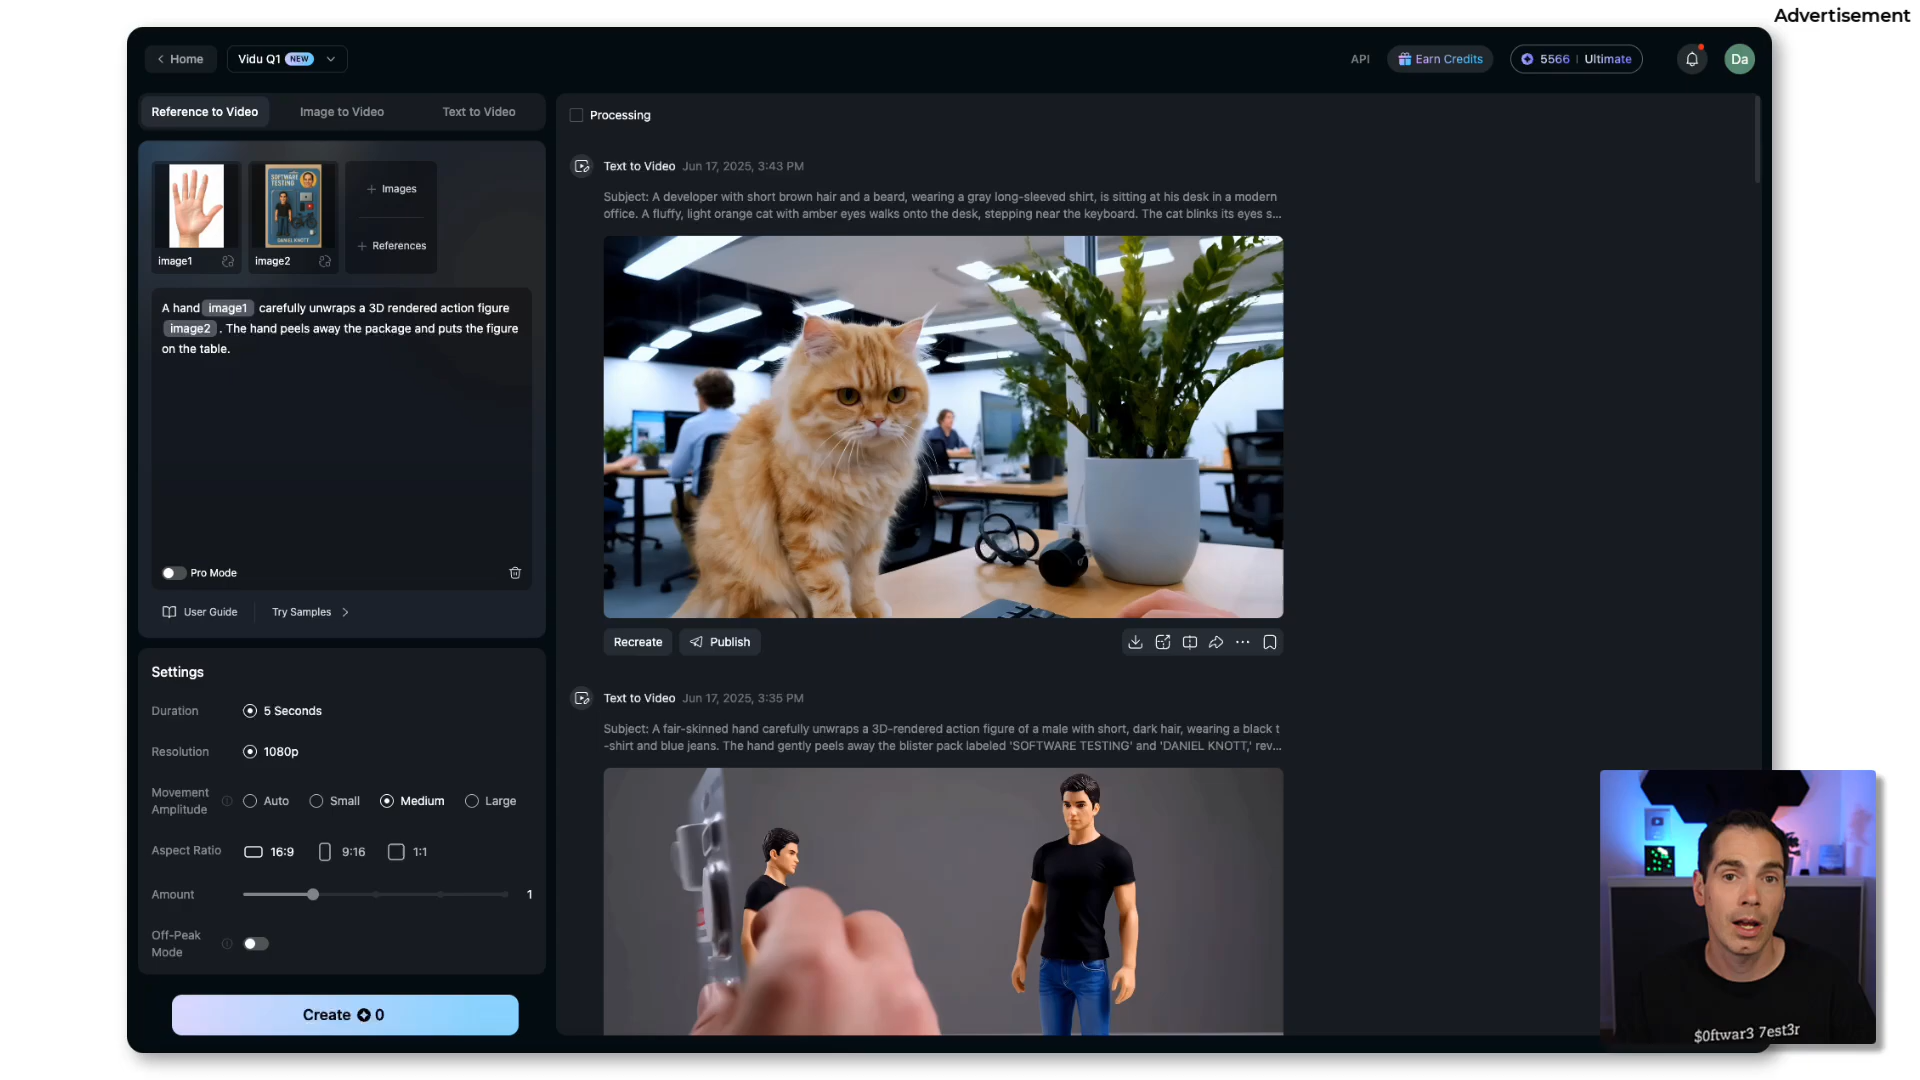 Advertisement
Home
Vidu Q1 NEW
API
Earn Credits
5566 | Ultimate
Da
Reference to Video
Image to Video
Text to Video
SOFTWARE
TESTING
DANIEL KNOTT
image1
image2
+ Images
+ References
A hand image1 carefully unwraps a 3D rendered action figure
image2 . The hand peels away the package and puts the figure
on the table.
Pro Mode
User Guide
Try Samples
Settings
Duration
5 Seconds
Resolution
1080p
Movement
Amplitude
Auto
Small
Medium
Large
Aspect Ratio
16:9
9:16
1:1
Amount
1
Off-Peak
Mode
Create 0
Processing
Text to Video Jun 17, 2025, 3:43 PM
Subject: A developer with short brown hair and a beard, wearing a gray long-sleeved shirt, is sitting at his desk in a modern
office. A fluffy, light orange cat with amber eyes walks onto the desk, stepping near the keyboard. The cat blinks its eyes s...
Recreate
Publish
Text to Video Jun 17, 2025, 3:35 PM
Subject: A fair-skinned hand carefully unwraps a 3D-rendered action figure of a male with short, dark hair, wearing a black t
-shirt and blue jeans. The hand gently peels away the blister pack labeled 'SOFTWARE TESTING' and 'DANIEL KNOTT,' rev...
$0ftwar3 7est3r